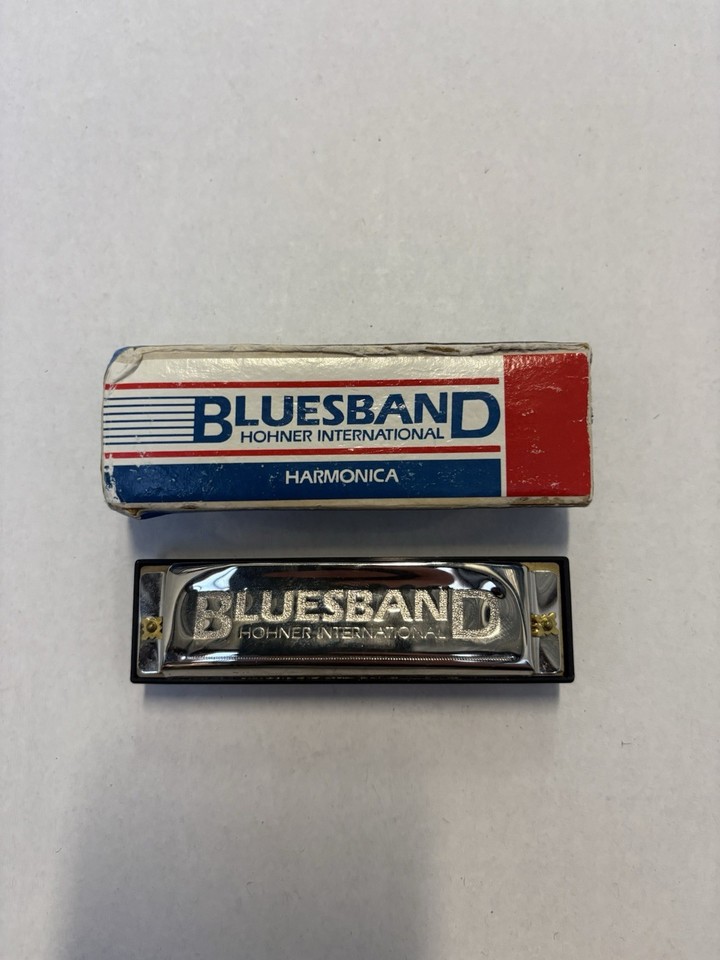 BLUESBAND
HOHNER INTERNATIONAL
HARMONICA
BLUESBAND
HOHNER INTERNATIONAL